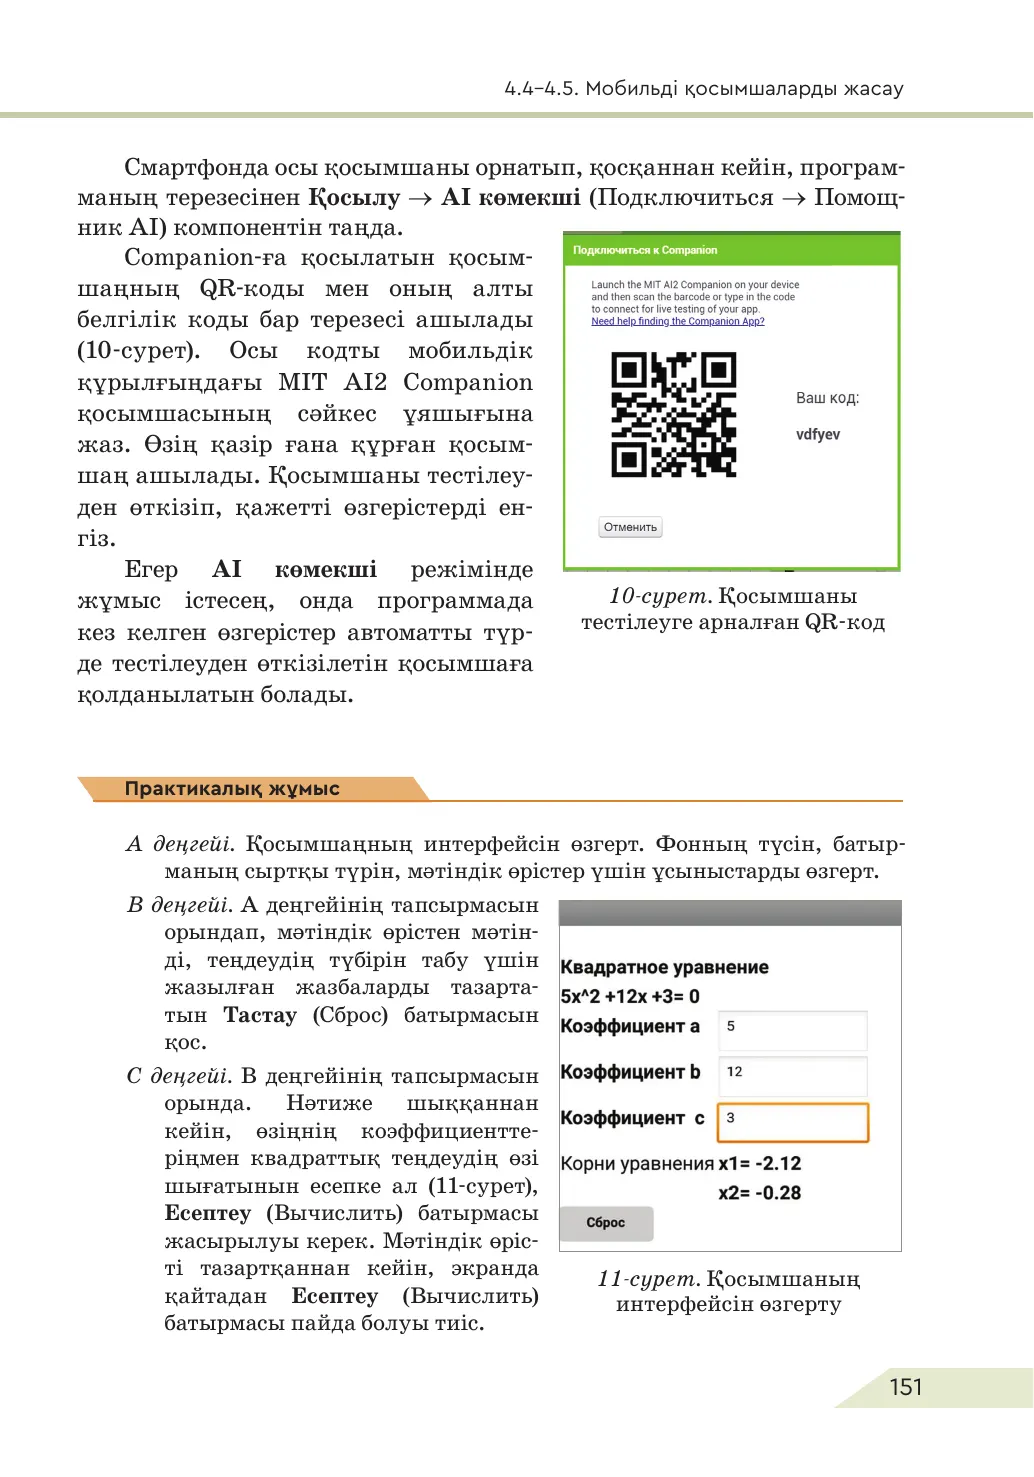 4.4–4.5. Мобильді қосымшаларды жасау
Смартфонда осы қосымшаны орнатып, қосқаннан кейін, програм-
маның терезесінен Қосылу → AI көмекші (Подключиться → Помощ-
ник AI) компонентін таңда.
Companion-ға қосылатын қосым-
шаңның QR-коды мен оның алты
белгілік коды бар терезесі ашылады
(10-сурет). Осы кодты мобильдік
құрылғыңдағы MIT AI2 Companion
қосымшасының сәйкес ұяшығына
жаз. Өзің қазір ғана құрған қосым-
шаң ашылады. Қосымшаны тестілеу-
ден өткізіп, қажетті өзгерістерді ен-
гіз.
Егер AI көмекші режімінде
жұмыс істесең, онда программада
кез келген өзгерістер автоматты түр-
де тестілеуден өткізілетін қосымшаға
қолданылатын болады.
Подключиться к Companion
Launch the MIT AI2 Companion on your device
and then scan the barcode or type in the code
to connect for live testing of your app.
Need help finding the Companion App?
Ваш код:
vdfyev
Отменить
10-сурет. Қосымшаны
тестілеуге арналған QR-код
Практикалық жұмыс
А деңгейі. Қосымшаңның интерфейсін өзгерт. Фонның түсін, батыр-
маның сыртқы түрін, мәтіндік өрістер үшін ұсыныстарды өзгерт.
В деңгейі. А деңгейінің тапсырмасын
орындап, мәтіндік өрістен мәтін-
ді, теңдеудің түбірін табу үшін
жазылған жазбаларды тазарта-
тын Тастау (Сброс) батырмасын
қос.
С деңгейі. В деңгейінің тапсырмасын
орында. Нәтиже шыққаннан
кейін, өзіңнің коэффициентте-
ріңмен квадраттық теңдеудің өзі
шығатынын есепке ал (11-сурет),
Есептеу (Вычислить) батырмасы
жасырылуы керек. Мәтіндік өріс-
ті тазартқаннан кейін, экранда
қайтадан Есептеу (Вычислить)
батырмасы пайда болуы тиіс.
Квадратное уравнение
5x^2 +12x +3= 0
Коэффициент a 5
Коэффициент b 12
Коэффициент c 3
Корни уравнения x1= -2.12
x2= -0.28
Сброс
11-сурет. Қосымшаның
интерфейсін өзгерту
151